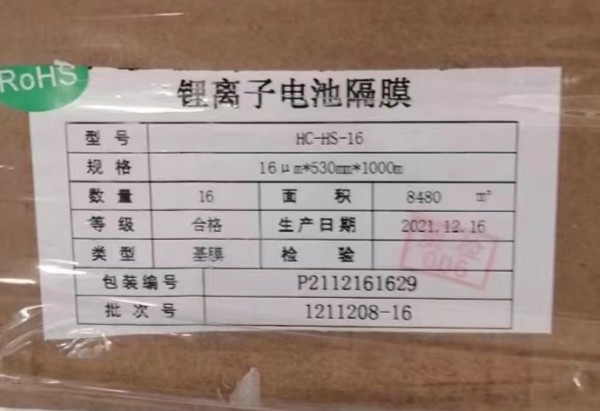 RoHS
锂离子电池隔膜
型号 HC-HS-16
规格 16μm*530mm*1000m
数量 16 面积 8480 m²
等级 合格 生产日期 2021.12.16
类型 基膜 检验
006
包装编号 P2112161629
批次号 1211208-16